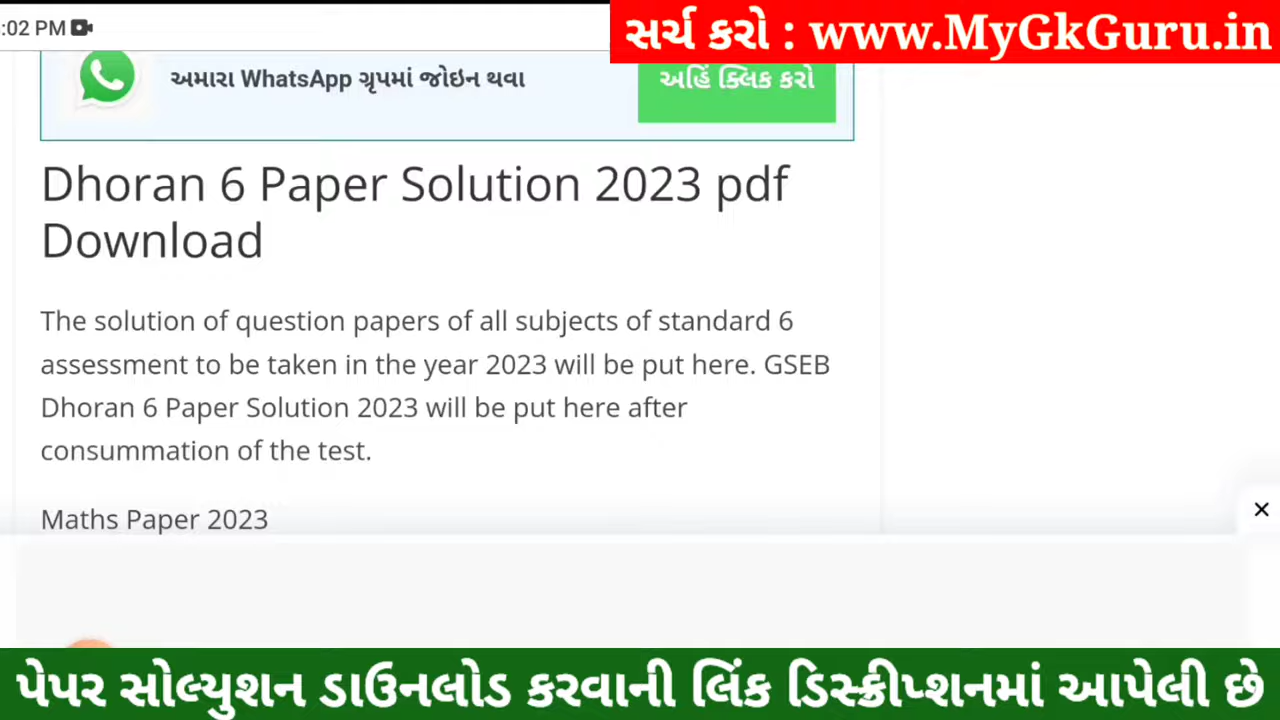 :02 PM
સર્ચ કરો : www.MyGkGuru.in
અમારા WhatsApp ગ્રૃપમાં જોઇન થવા
અહિં ક્લિક કરો
Dhoran 6 Paper Solution 2023 pdf
Download
The solution of question papers of all subjects of standard 6
assessment to be taken in the year 2023 will be put here. GSEB
Dhoran 6 Paper Solution 2023 will be put here after
consummation of the test.
Maths Paper 2023
પેપર સોલ્યુશન ડાઉનલોડ કરવાની લિંક ડિસ્ક્રીપ્શનમાં આપેલી છે